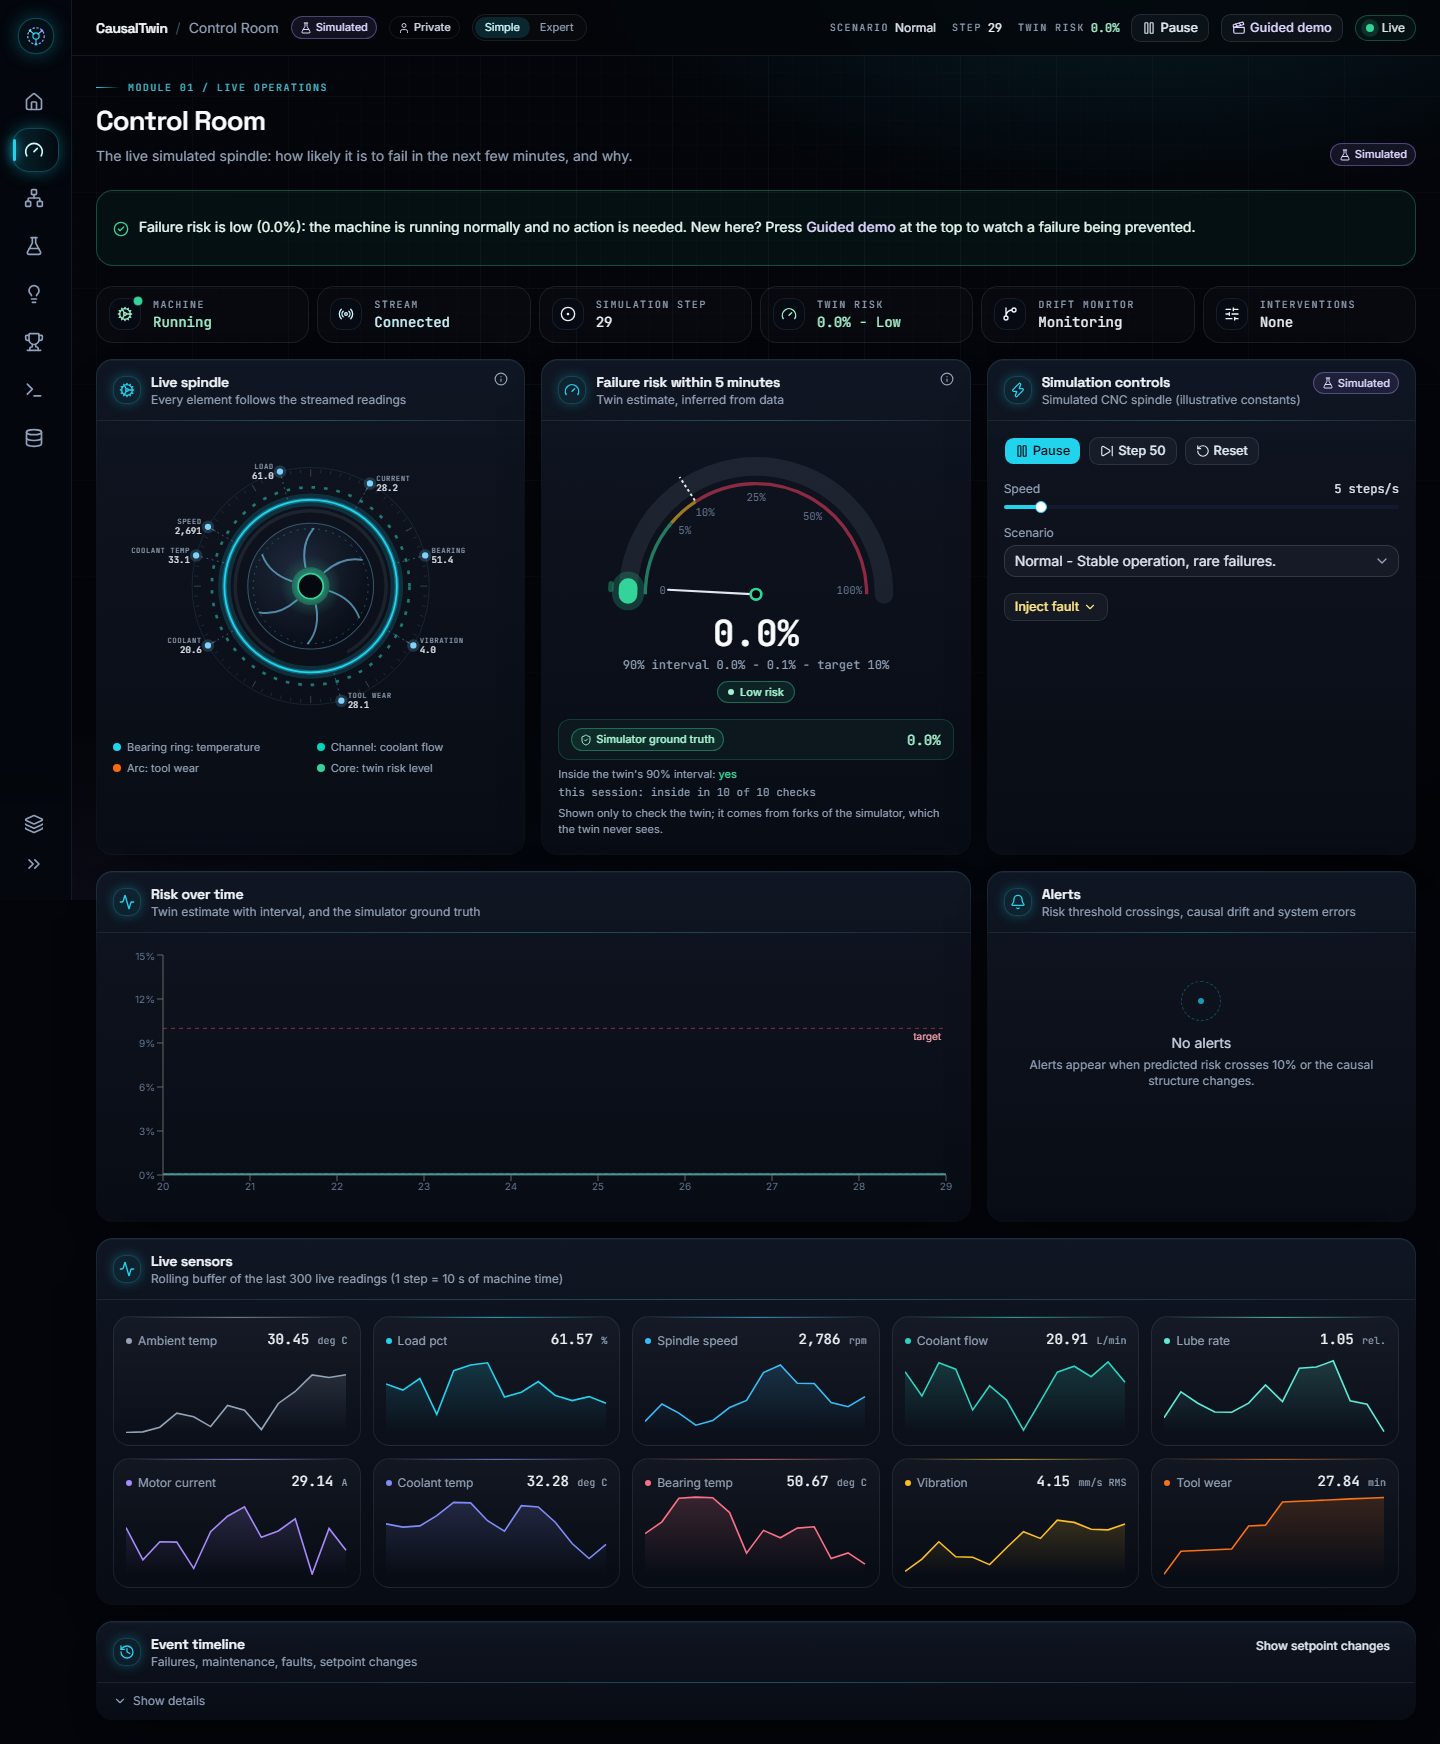 CausalTwin / Control Room Simulated Private Simple Expert SCENARIO Normal STEP 29 TWIN RISK 0.0% Pause Guided demo Live
MODULE 01 / LIVE OPERATIONS
Control Room
The live simulated spindle: how likely it is to fail in the next few minutes, and why.
Simulated
Failure risk is low (0.0%): the machine is running normally and no action is needed. New here? Press Guided demo at the top to watch a failure being prevented.
MACHINE
Running
STREAM
Connected
SIMULATION STEP
29
TWIN RISK
0.0% - Low
DRIFT MONITOR
Monitoring
INTERVENTIONS
None
Live spindle
Every element follows the streamed readings
LOAD
61.0
CURRENT
28.2
SPEED
2,691
COOLANT TEMP
33.1
BEARING
51.4
COOLANT
20.6
VIBRATION
4.0
TOOL WEAR
28.1
Bearing ring: temperature
Channel: coolant flow
Arc: tool wear
Core: twin risk level
Failure risk within 5 minutes
Twin estimate, inferred from data
0
5%
10%
25%
50%
100%
0.0%
90% interval 0.0% - 0.1% - target 10%
Low risk
Simulator ground truth 0.0%
Inside the twin's 90% interval: yes
this session: inside in 10 of 10 checks
Shown only to check the twin; it comes from forks of the simulator, which
the twin never sees.
Simulation controls
Simulated CNC spindle (illustrative constants)
Simulated
Pause Step 50 Reset
Speed 5 steps/s
Scenario
Normal - Stable operation, rare failures.
Inject fault
Risk over time
Twin estimate with interval, and the simulator ground truth
15%
12%
9%
6%
3%
0%
target
20 21 22 23 24 25 26 27 28 29
Alerts
Risk threshold crossings, causal drift and system errors
No alerts
Alerts appear when predicted risk crosses 10% or the causal
structure changes.
Live sensors
Rolling buffer of the last 300 live readings (1 step = 10 s of machine time)
Ambient temp 30.45 deg C
Load pct 61.57 %
Spindle speed 2,786 rpm
Coolant flow 20.91 L/min
Lube rate 1.05 rel.
Motor current 29.14 A
Coolant temp 32.28 deg C
Bearing temp 50.67 deg C
Vibration 4.15 mm/s RMS
Tool wear 27.84 min
Event timeline
Failures, maintenance, faults, setpoint changes
Show setpoint changes
Show details